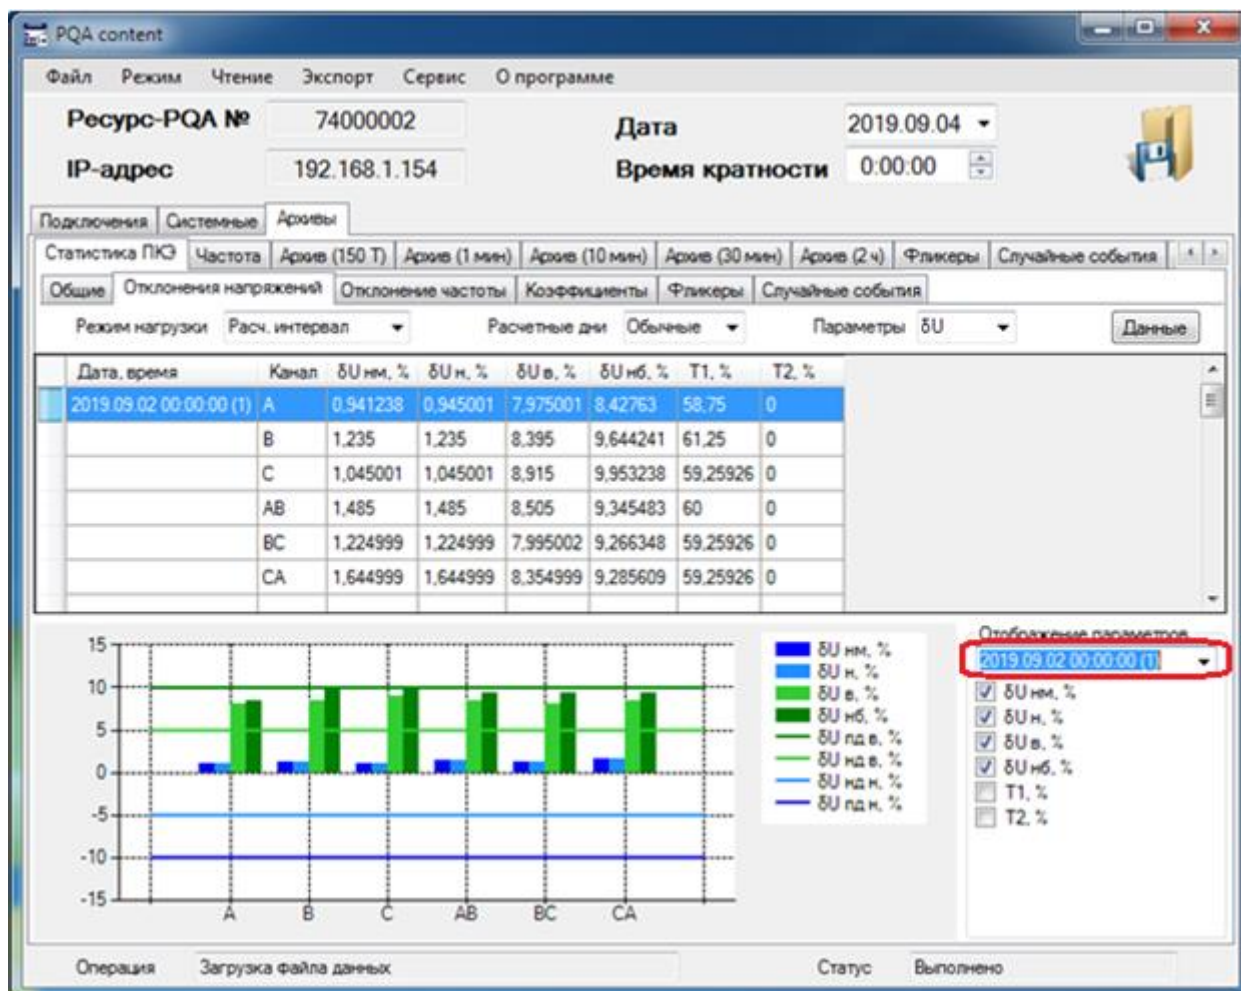 PQA content
Файл Режим Чтение Экспорт Сервис О программе
Ресурс-PQA № 74000002 Дата 2019.09.04
IP-адрес 192.168.1.154 Время кратности 0:00:00
Подключения Системные Архивы
Статистика ПКЭ Частота Архив (150 Т) Архив (1 мин) Архив (10 мин) Архив (30 мин) Архив (2 ч) Фликеры Случайные события
Общие Отклонения напряжений Отклонение частоты Коэффициенты Фликеры Случайные события
Режим нагрузки Расч. интервал Расчетные дни Обычные Параметры δU Данные
Дата, время Канал δU нм, % δU н, % δU в, % δU нб, % T1, % T2, %
2019.09.02 00:00:00 (1) A 0,941238 0,945001 7,975001 8,42763 58,75 0
B 1,235 1,235 8,395 9,644241 61,25 0
C 1,045001 1,045001 8,915 9,953238 59,25926 0
AB 1,485 1,485 8,505 9,345483 60 0
BC 1,224999 1,224999 7,995002 9,266348 59,25926 0
CA 1,644999 1,644999 8,354999 9,285609 59,25926 0
15
10
5
0
-5
-10
-15
A B C AB BC CA
δU нм, %
δU н, %
δU в, %
δU нб, %
δU пд в, %
δU нд в, %
δU нд н, %
δU пд н, %
Отображение параметров
2019.09.02 00:00:00 (1)
δU нм, %
δU н, %
δU в, %
δU нб, %
T1, %
T2, %
Операция Загрузка файла данных Статус Выполнено